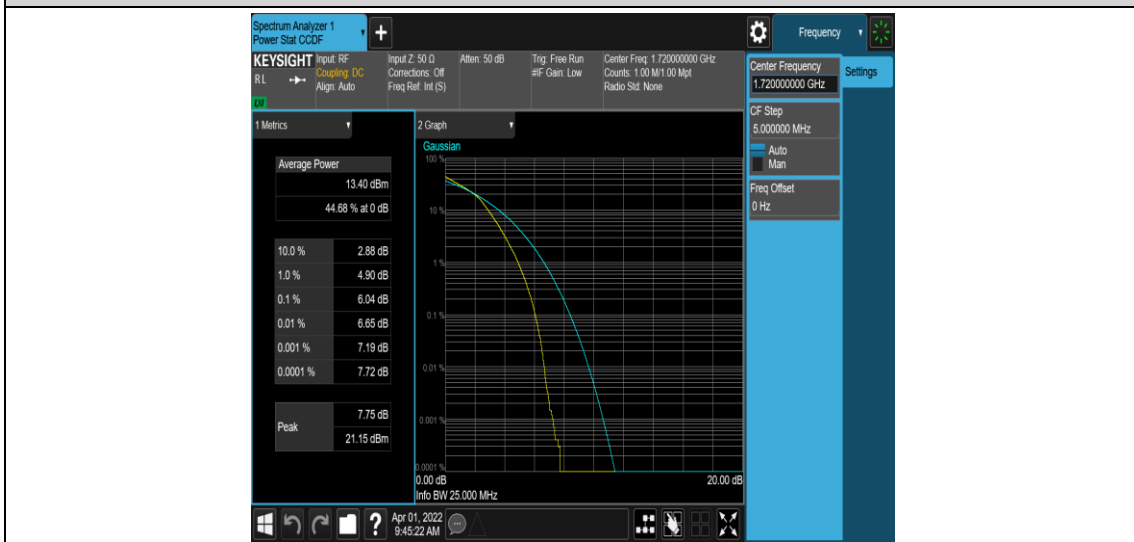 Spectrum Analyzer 1
Power Stat CCDF
+
Frequency
KEYSIGHT
RL
LXI
Input: RF
Coupling: DC
Align: Auto
Input Z: 50 Ω
Corrections: Off
Freq Ref: Int (S)
Atten: 50 dB
Trig: Free Run
#IF Gain: Low
Center Freq: 1.720000000 GHz
Counts: 1.00 M/1.00 Mpt
Radio Std: None
Center Frequency
1.720000000 GHz
Settings
CF Step
5.000000 MHz
Auto
Man
Freq Offset
0 Hz
1 Metrics
Average Power
13.40 dBm
44.68 % at 0 dB
10.0 % 2.88 dB
1.0 % 4.90 dB
0.1 % 6.04 dB
0.01 % 6.65 dB
0.001 % 7.19 dB
0.0001 % 7.72 dB
Peak 7.75 dB
21.15 dBm
2 Graph
Gaussian
100 %
10 %
1 %
0.1 %
0.01 %
0.001 %
0.0001 %
0.00 dB 20.00 dB
Info BW 25.000 MHz
?
Apr 01, 2022
9:45:22 AM